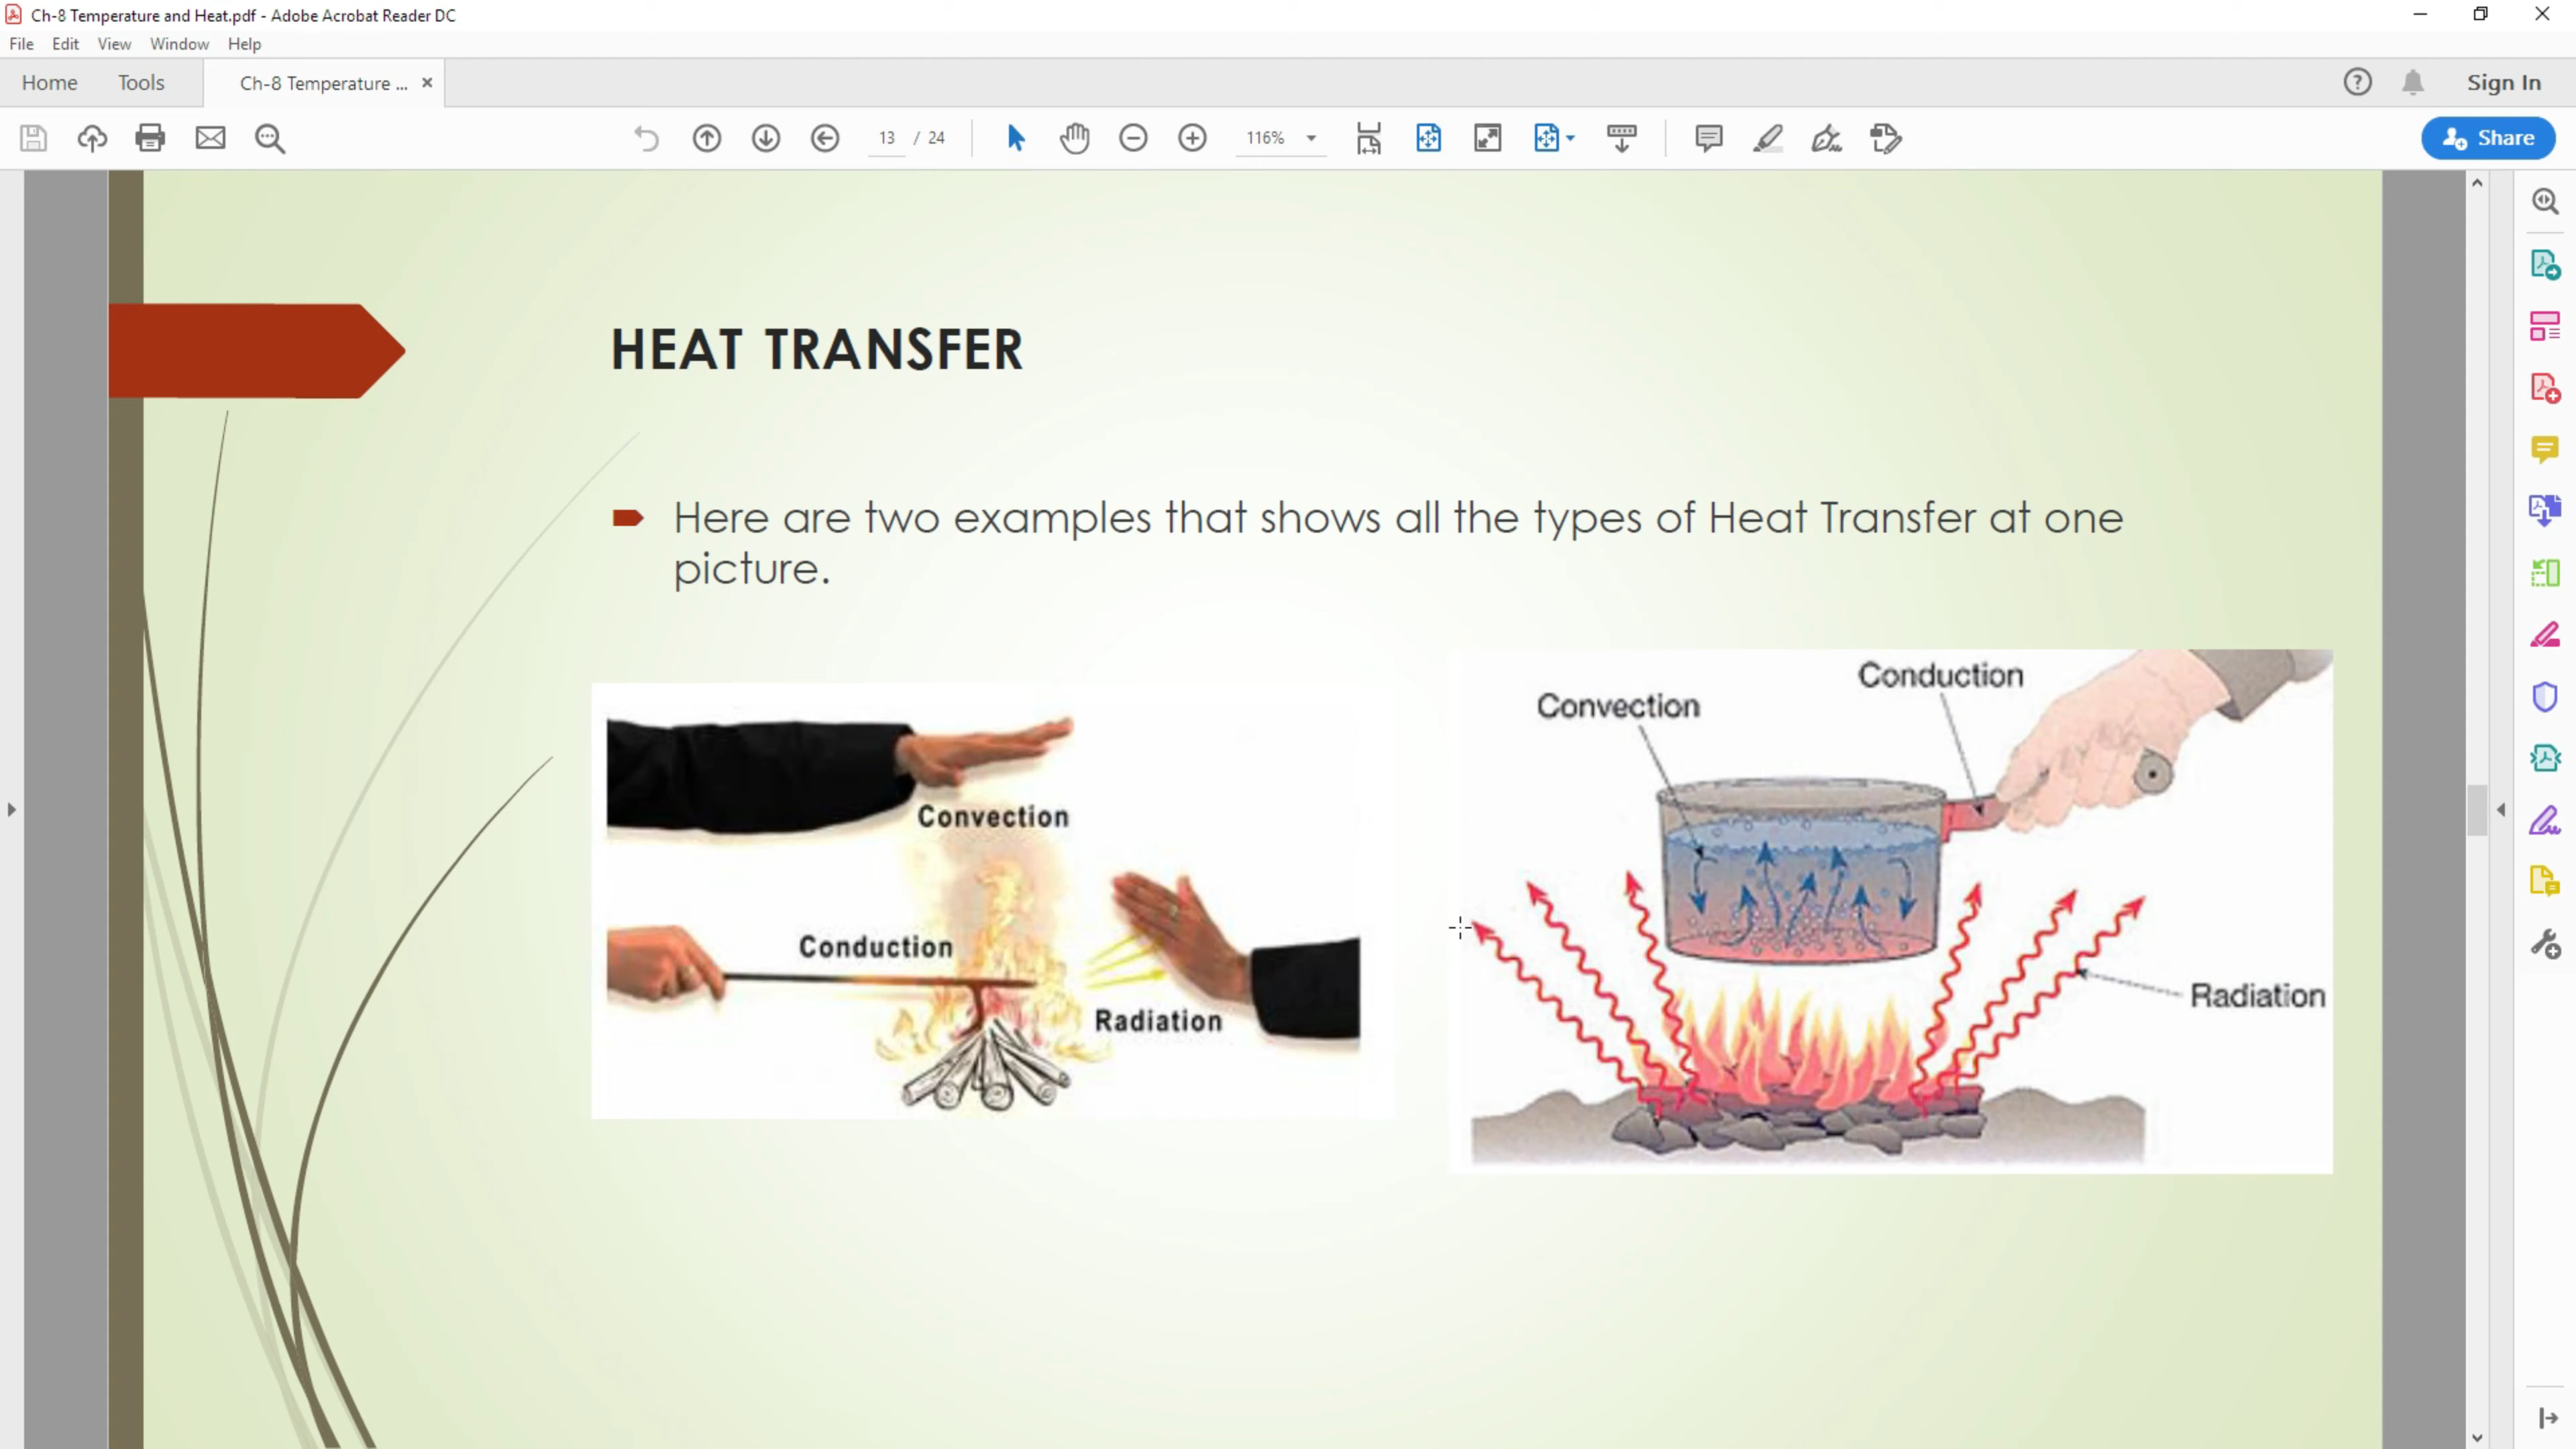 Ch-8 Temperature and Heat.pdf - Adobe Acrobat Reader DC
File Edit View Window Help
Home Tools Ch-8 Temperature ... Sign In
13 / 24 116% Share
HEAT TRANSFER
Here are two examples that shows all the types of Heat Transfer at one
picture.
Convection
Conduction
Radiation
Conduction
Convection
Radiation